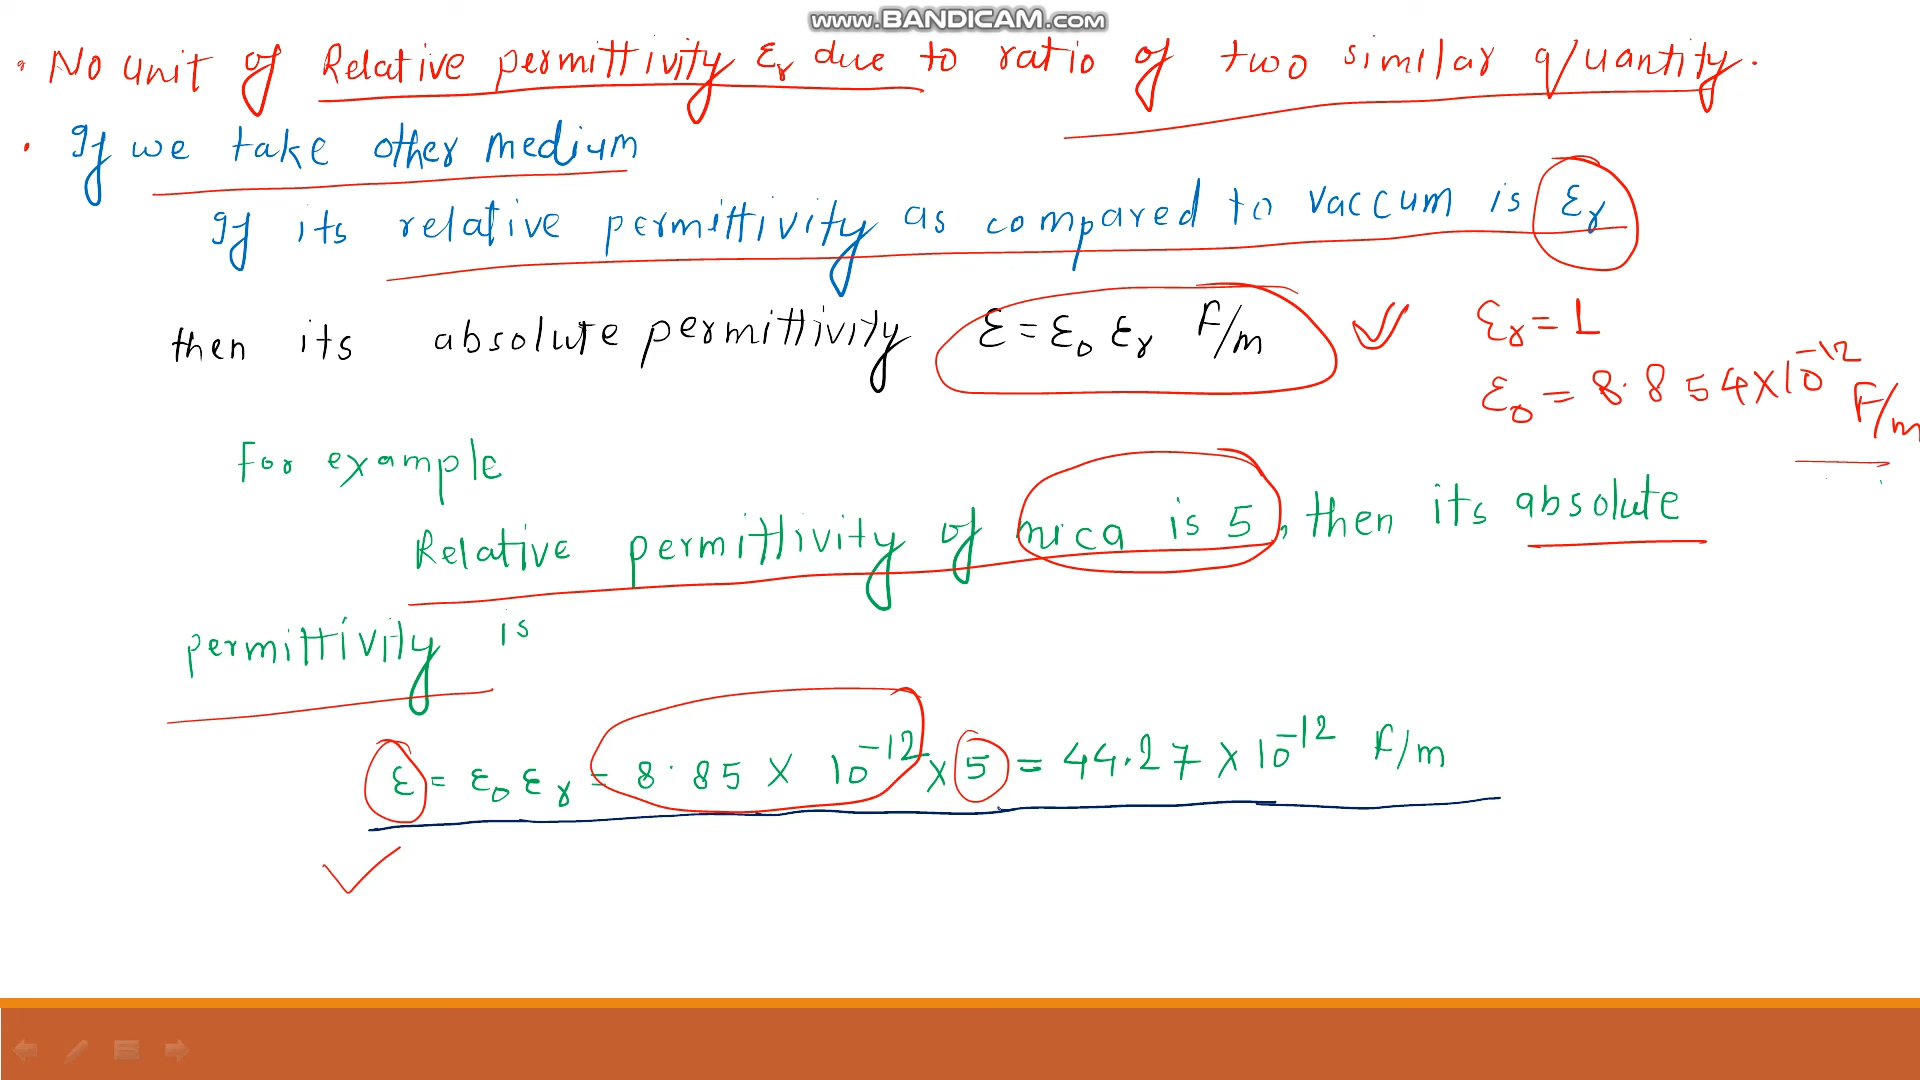 www.BANDICAM.com
• No unit of Relative permittivity εr due to ratio of two similar quantity.
• If we take other medium
If its relative permittivity as compared to vaccum is εr
then its absolute permittivity ε = ε0 εr F/m
εr = 1
ε0 = 8.854 × 10^-12 F/m
For example
Relative permittivity of mica is 5, then its absolute
permittivity is
ε = ε0 εr = 8.85 × 10^-12 × 5 = 44.27 × 10^-12 F/m